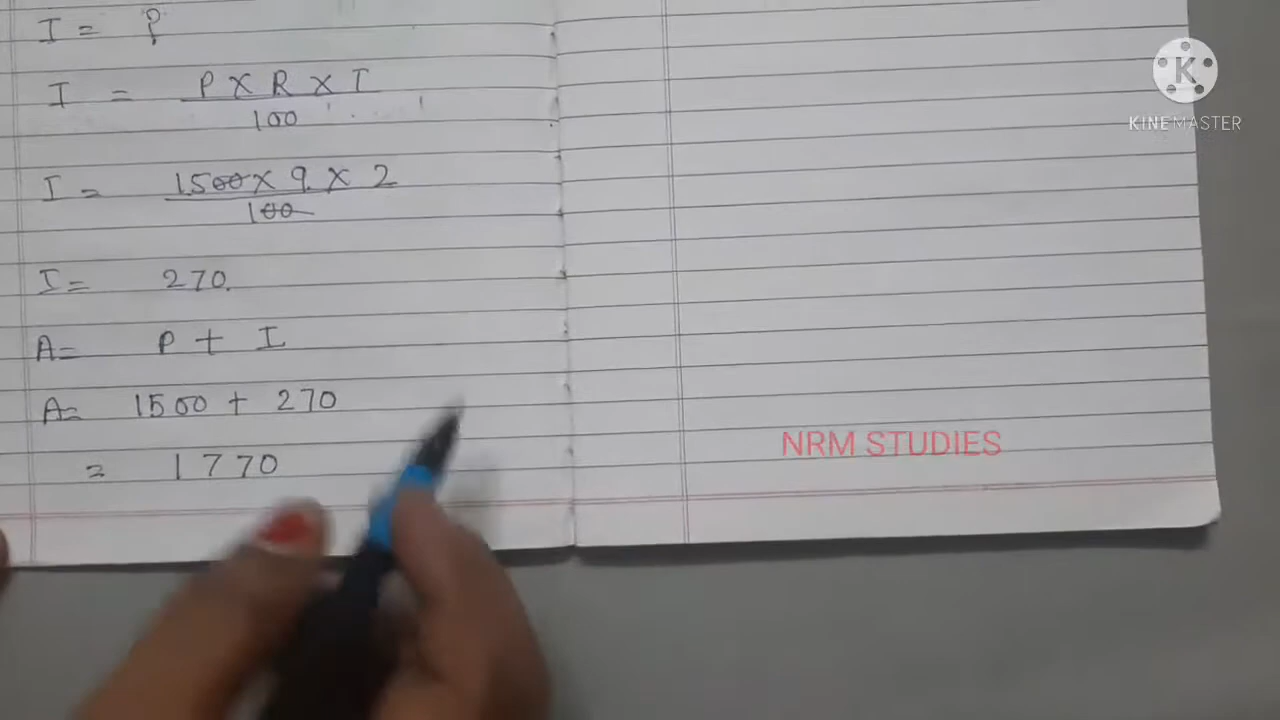 I = ?
I = P × R × I
100
I = 1500 × 9 × 2
100
I = 270.
A = P + I
A = 1500 + 270
= 1770
K
KINEMASTER
NRM STUDIES